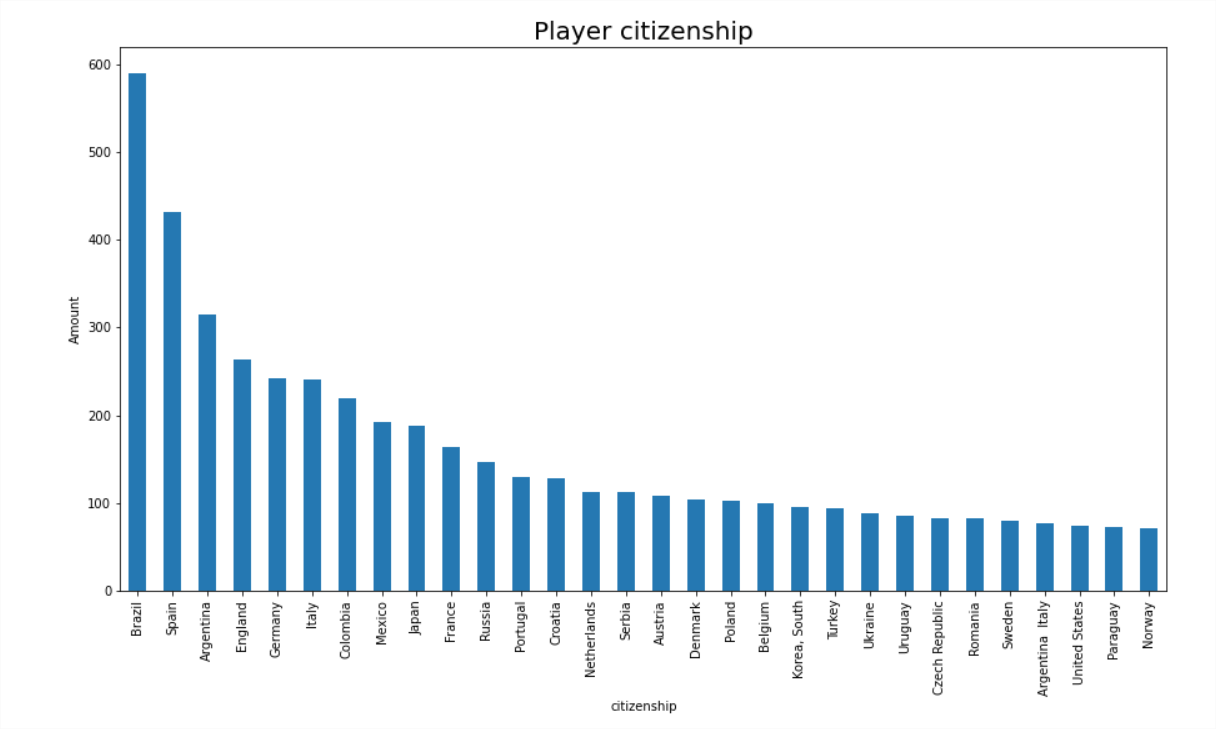 Player citizenship
600
500
400
300
200
100
0
Amount
Brazil
Spain
Argentina
England
Germany
Italy
Colombia
Mexico
Japan
France
Russia
Portugal
Croatia
Netherlands
Serbia
Austria
Denmark
Poland
Belgium
Korea, South
Turkey
Ukraine
Uruguay
Czech Republic
Romania
Sweden
Argentina  Italy
United States
Paraguay
Norway
citizenship